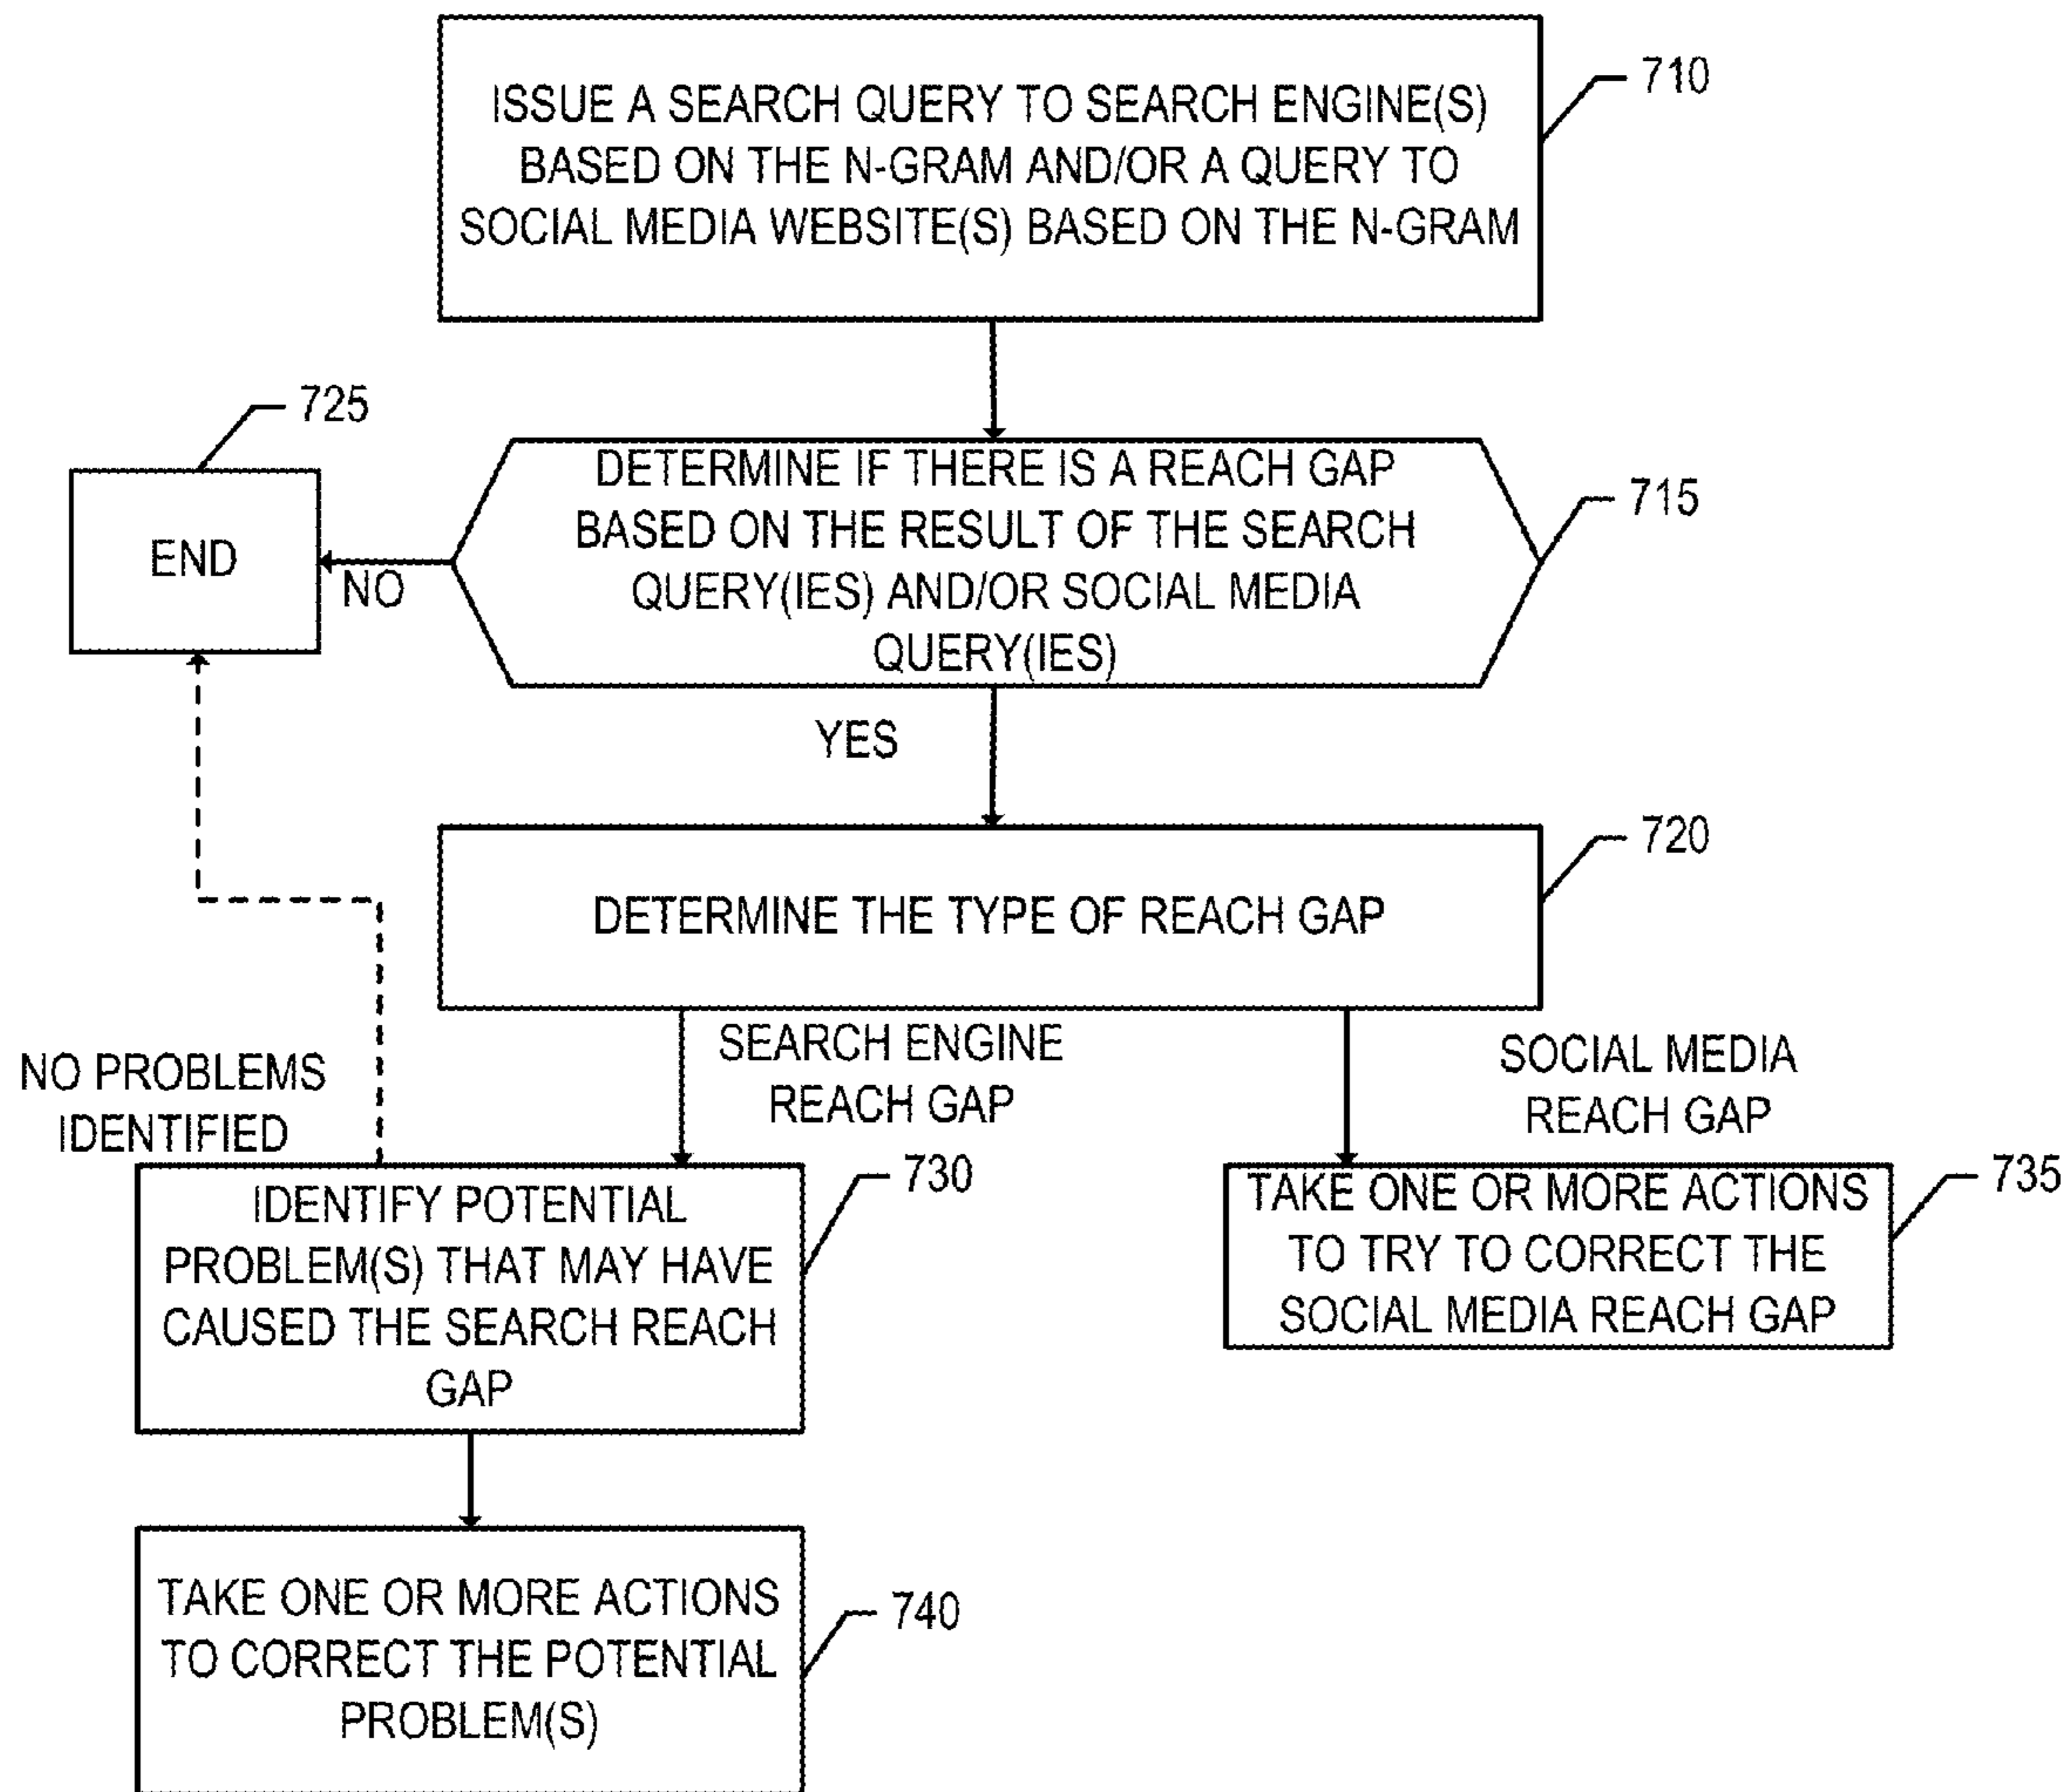 ISSUE A SEARCH QUERY TO SEARCH ENGINE(S)
BASED ON THE N-GRAM AND/OR A QUERY TO
SOCIAL MEDIA WEBSITE(S) BASED ON THE N-GRAM
710
725
END
NO
DETERMINE IF THERE IS A REACH GAP
BASED ON THE RESULT OF THE SEARCH
QUERY(IES) AND/OR SOCIAL MEDIA
QUERY(IES)
715
YES
720
DETERMINE THE TYPE OF REACH GAP
NO PROBLEMS
IDENTIFIED
SEARCH ENGINE
REACH GAP
SOCIAL MEDIA
REACH GAP
IDENTIFY POTENTIAL
PROBLEM(S) THAT MAY HAVE
CAUSED THE SEARCH REACH
GAP
730
TAKE ONE OR MORE ACTIONS
TO TRY TO CORRECT THE
SOCIAL MEDIA REACH GAP
735
TAKE ONE OR MORE ACTIONS
TO CORRECT THE POTENTIAL
PROBLEM(S)
740